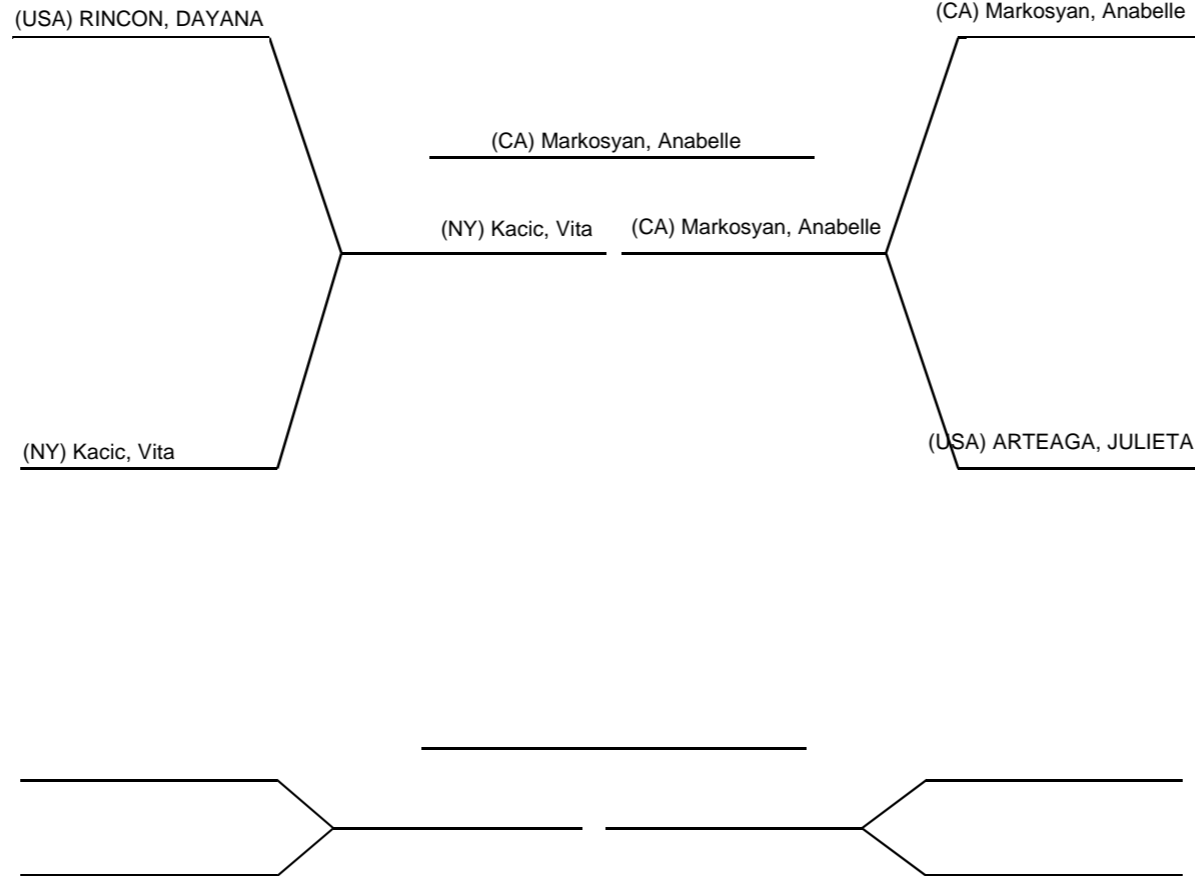 (USA) RINCON, DAYANA
(CA) Markosyan, Anabelle
(CA) Markosyan, Anabelle
(NY) Kacic, Vita
(CA) Markosyan, Anabelle
(NY) Kacic, Vita
(USA) ARTEAGA, JULIETA